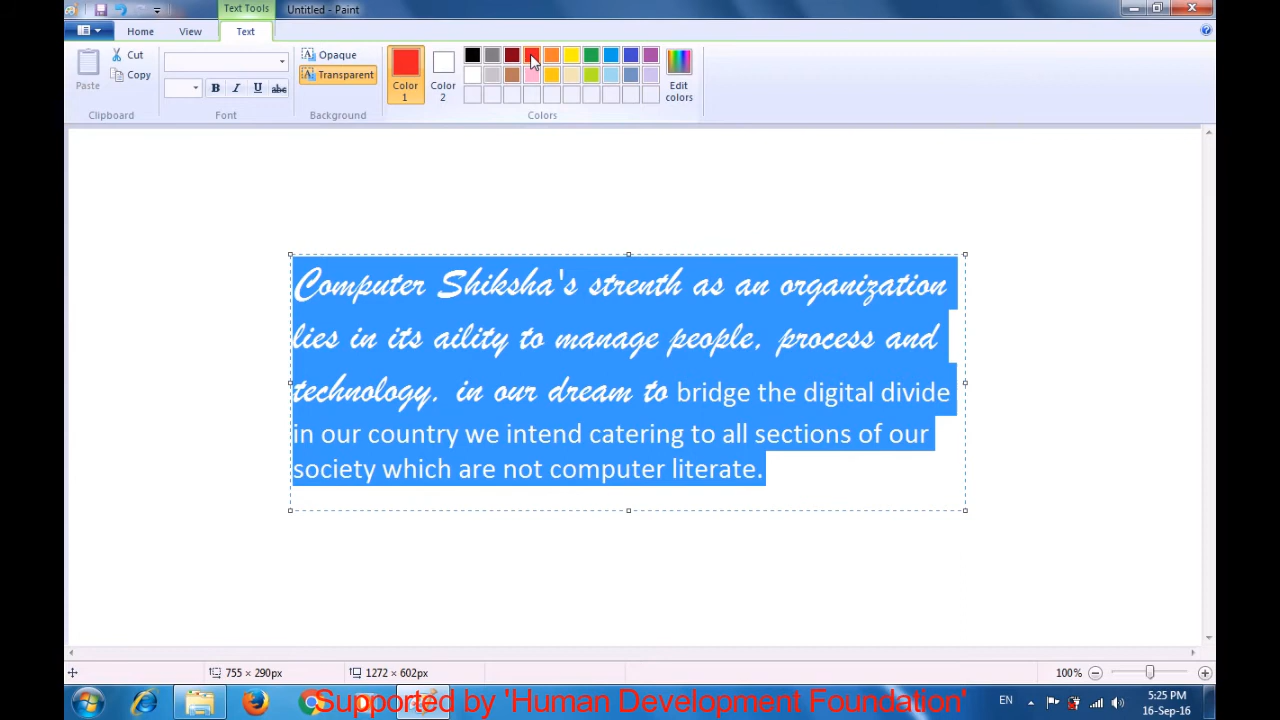 Text Tools
Untitled - Paint
Home
View
Text
Paste
Cut
Copy
Clipboard
B I U abc
Font
Opaque
Transparent
Background
Color 1
Color 2
Colors
Edit colors
Computer Shiksha's strenth as an organization
lies in its aility to manage people, process and
technology. in our dream to bridge the digital divide
in our country we intend catering to all sections of our
society which are not computer literate.
755 × 290px
1272 × 602px
100%
Supported by 'Human Development Foundation'
EN
5:25 PM
16-Sep-16